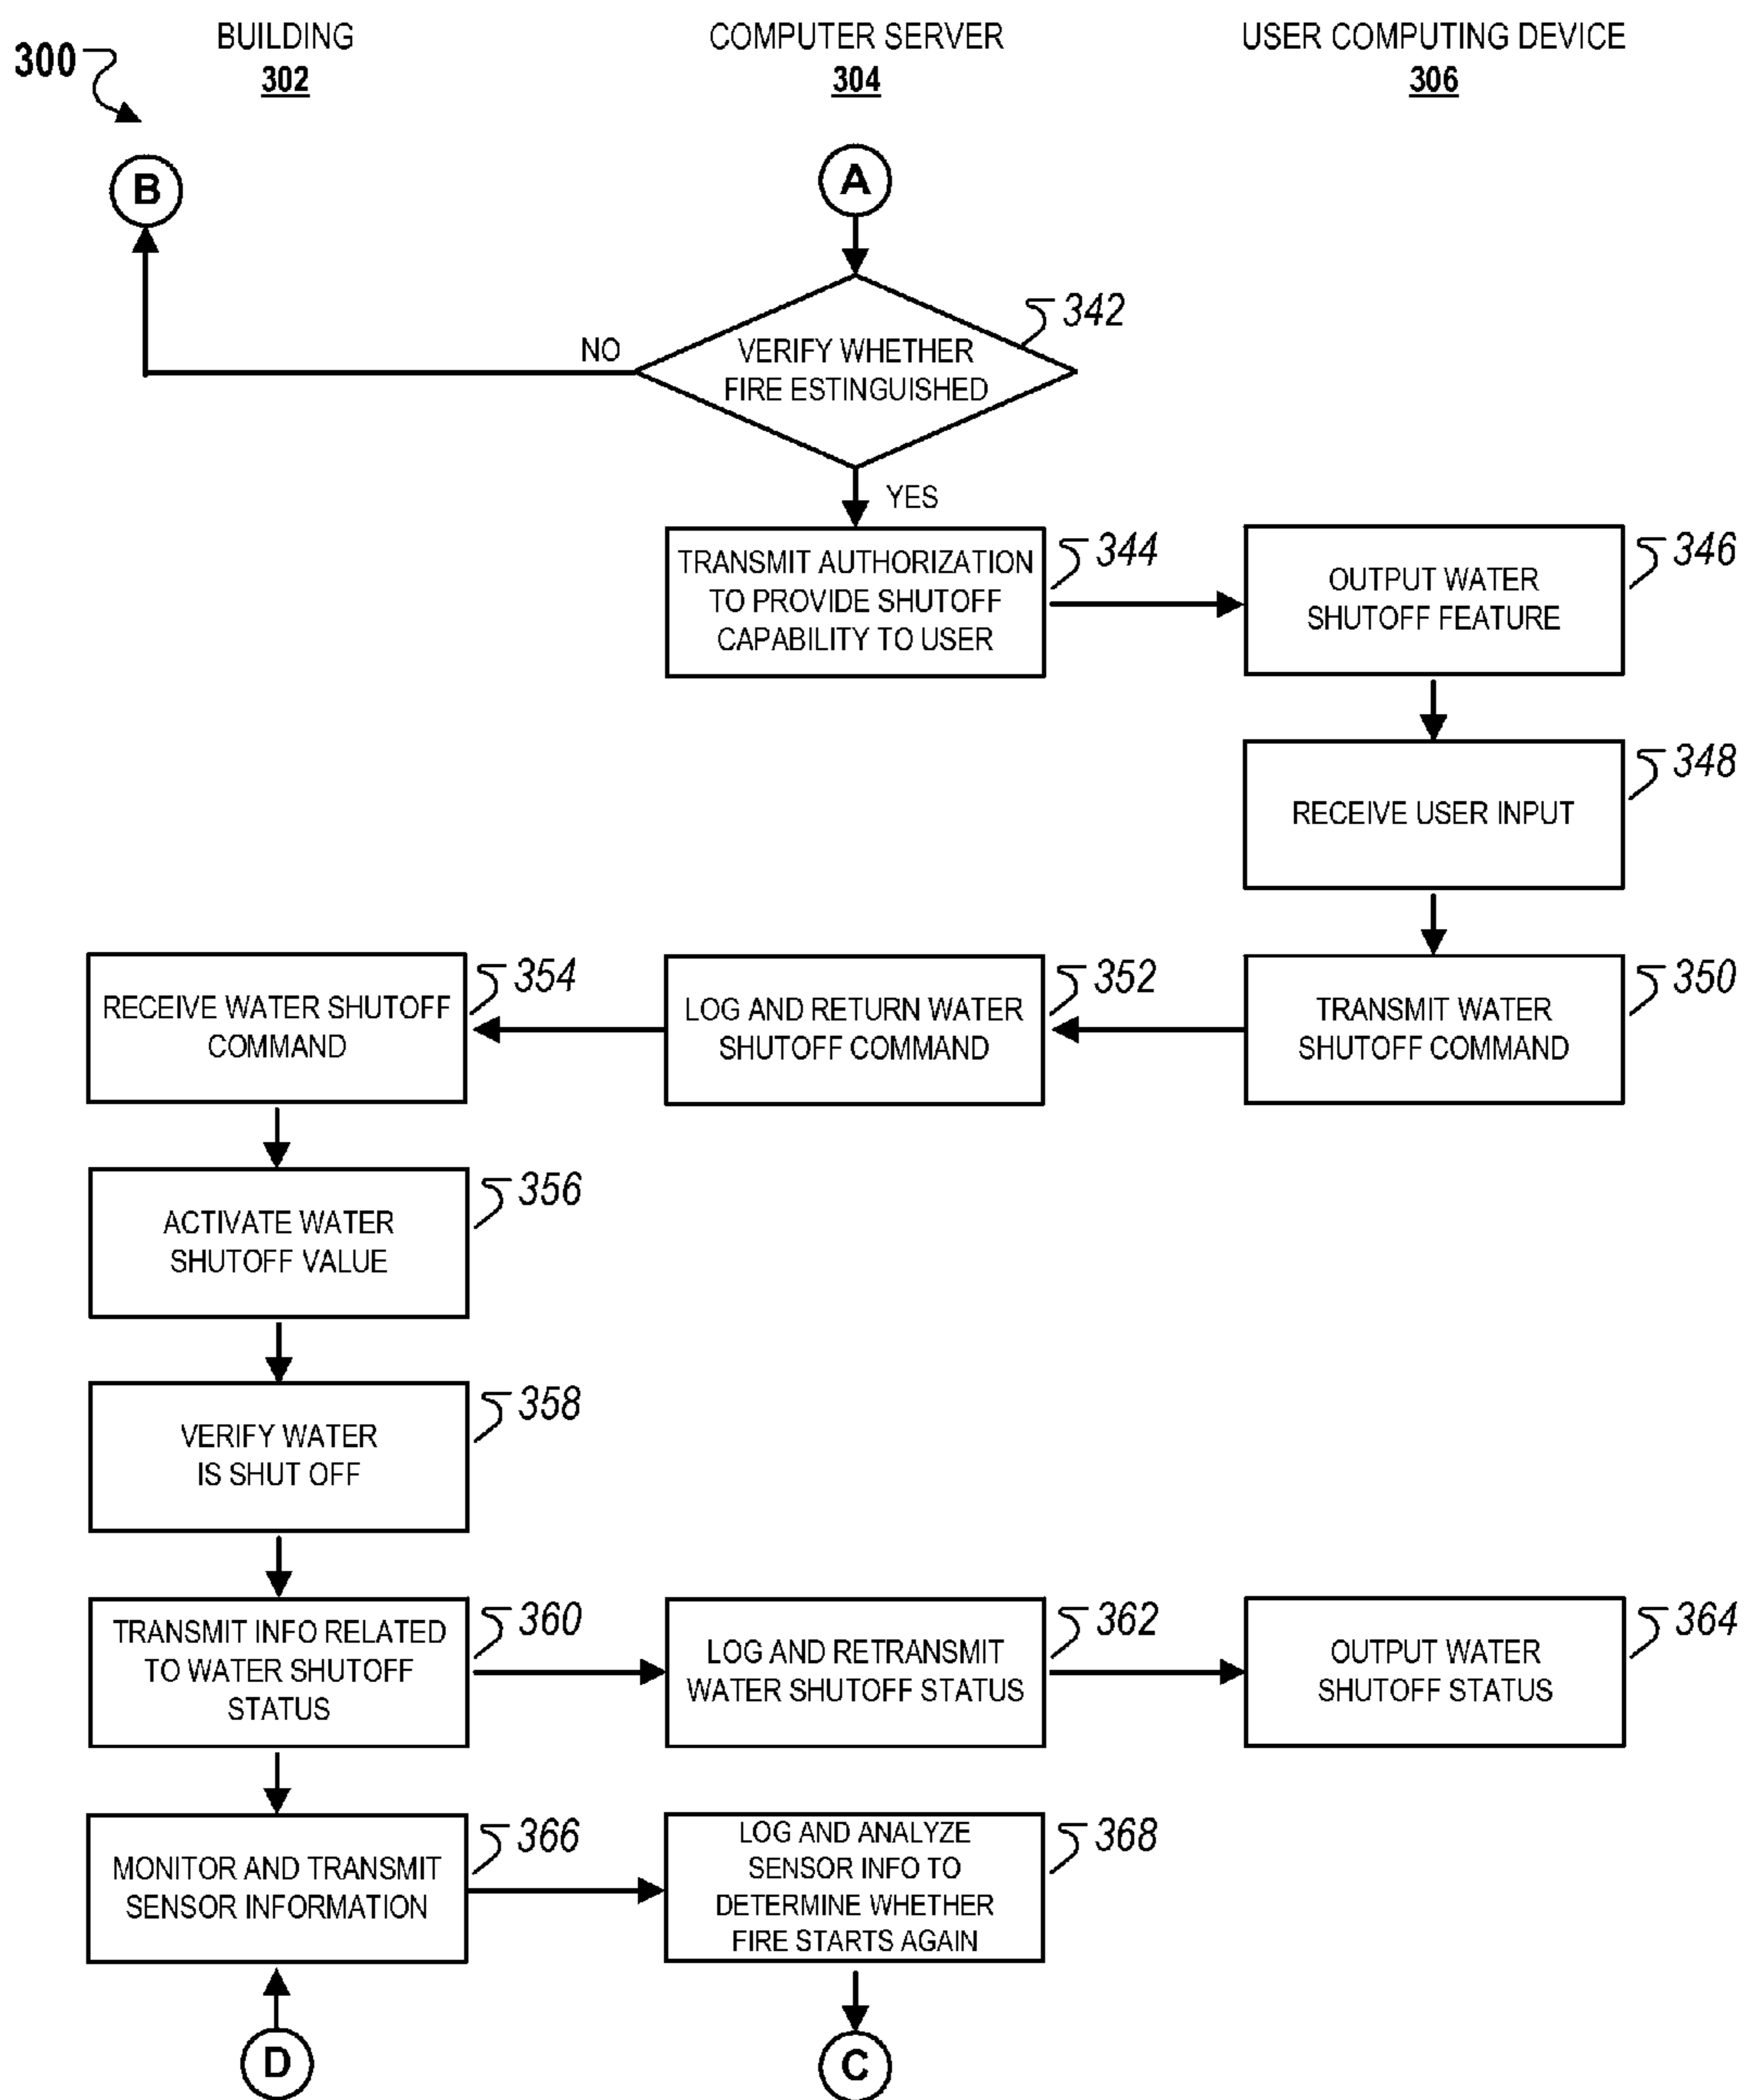 300
BUILDING
302
COMPUTER SERVER
304
USER COMPUTING DEVICE
306
B
A
342
NO
VERIFY WHETHER
FIRE ESTINGUISHED
YES
TRANSMIT AUTHORIZATION
TO PROVIDE SHUTOFF
CAPABILITY TO USER
344
OUTPUT WATER
SHUTOFF FEATURE
346
RECEIVE USER INPUT
348
RECEIVE WATER SHUTOFF
COMMAND
354
LOG AND RETURN WATER
SHUTOFF COMMAND
352
TRANSMIT WATER
SHUTOFF COMMAND
350
ACTIVATE WATER
SHUTOFF VALUE
356
VERIFY WATER
IS SHUT OFF
358
TRANSMIT INFO RELATED
TO WATER SHUTOFF
STATUS
360
LOG AND RETRANSMIT
WATER SHUTOFF STATUS
362
OUTPUT WATER
SHUTOFF STATUS
364
MONITOR AND TRANSMIT
SENSOR INFORMATION
366
LOG AND ANALYZE
SENSOR INFO TO
DETERMINE WHETHER
FIRE STARTS AGAIN
368
D
C